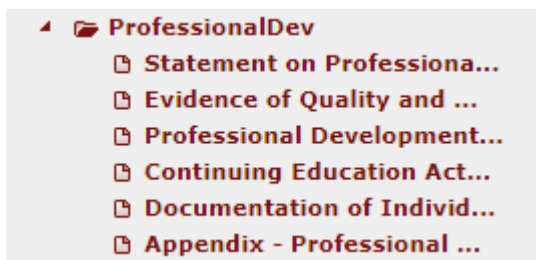 ProfessionalDev
Statement on Professiona...
Evidence of Quality and ...
Professional Development...
Continuing Education Act...
Documentation of Individ...
Appendix - Professional ...